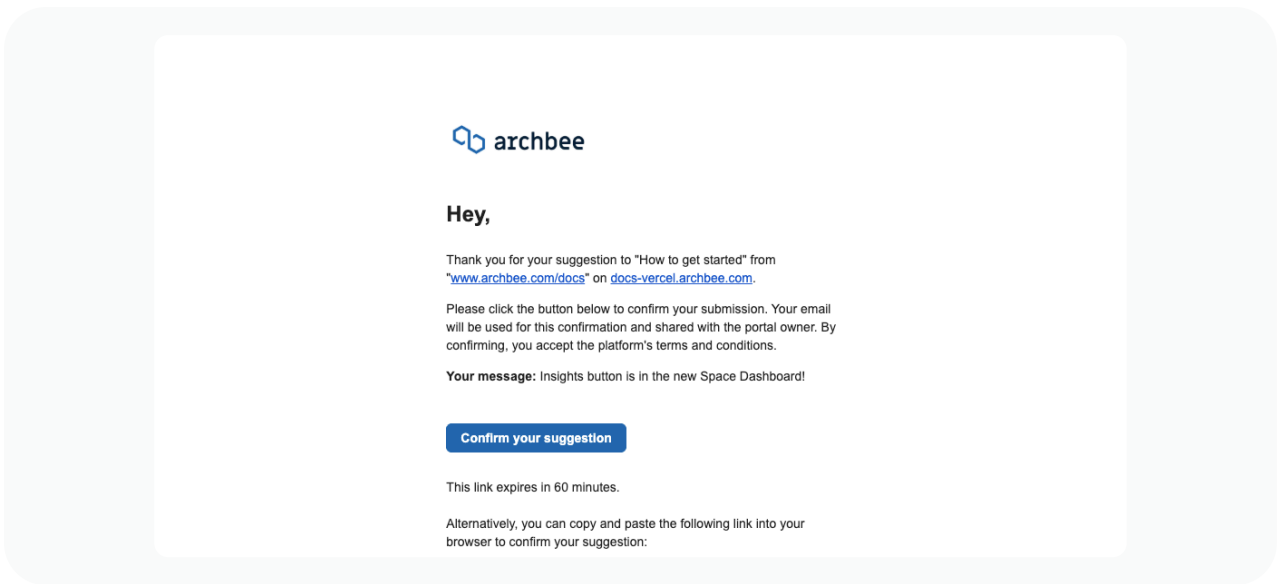 archbee
Hey,
Thank you for your suggestion to "How to get started" from
"www.archbee.com/docs" on docs-vercel.archbee.com.
Please click the button below to confirm your submission. Your email
will be used for this confirmation and shared with the portal owner. By
confirming, you accept the platform's terms and conditions.
Your message: Insights button is in the new Space Dashboard!
Confirm your suggestion
This link expires in 60 minutes.
Alternatively, you can copy and paste the following link into your
browser to confirm your suggestion: